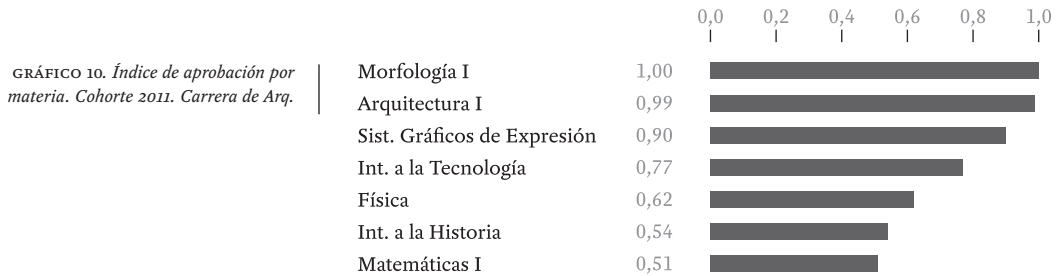 0,0 0,2 0,4 0,6 0,8 1,0
GRÁFICO 10. Índice de aprobación por
materia. Cohorte 2011. Carrera de Arq.
Morfología I 1,00
Arquitectura I 0,99
Sist. Gráficos de Expresión 0,90
Int. a la Tecnología 0,77
Física 0,62
Int. a la Historia 0,54
Matemáticas I 0,51